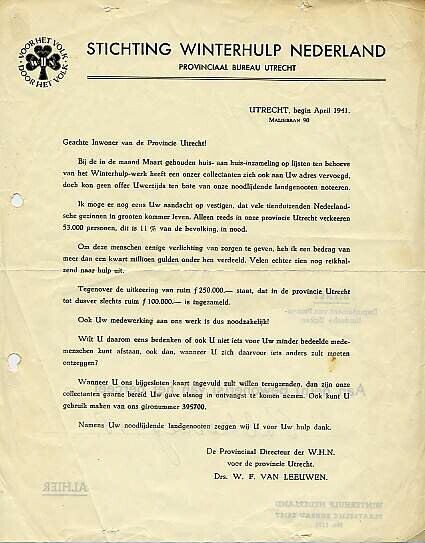 VOOR HET VOLK
DOOR HET VOLK
STICHTING WINTERHULP NEDERLAND
PROVINCIAAL BUREAU UTRECHT
UTRECHT, begin April 1941.
MALIEBAAN 90
Geachte Inwoner van de Provincie Utrecht!
Bij de in de maand Maart gehouden huis- aan huis-inzameling op lijsten ten behoeve
van het Winterhulp-werk heeft een onzer collectanten zich ook aan Uw adres vervoegd,
doch kon geen offer Uwerzijds ten bate van onze noodlijdende landgenooten noteeren.
Ik moge er nog eens Uw aandacht op vestigen, dat vele tienduizenden Nederland-
sche gezinnen in grooten kommer leven. Alleen reeds in onze provincie Utrecht verkeeren
53.000 personen, dit is 11 % van de bevolking, in nood.
Om deze menschen eenige verlichting van zorgen te geven, heb ik een bedrag van
meer dan een kwart millioen gulden onder hen verdeeld. Velen echter zien nog reikhal-
zend naar hulp uit.
Tegenover de uitkeering van ruim ƒ 250.000.— staat, dat in de provincie Utrecht
tot dusver slechts ruim ƒ 100.000.— is ingezameld.
Ook Uw medewerking aan ons werk is dus noodzakelijk!
Wilt U daarom eens bedenken of ook U niet iets voor Uw minder bedeelde mede-
menschen kunt afstaan, ook dan, wanneer U zich daarvoor iets anders zult moeten
ontzeggen?
Wanneer U ons bijgesloten kaart ingevuld zult willen terugzenden, dan zijn onze
collectanten gaarne bereid Uw gave alsnog in ontvangst te komen nemen. Ook kunt U
gebruik maken van ons gironummer 395700.
Namens Uw noodlijdende landgenooten zeggen wij U voor Uw hulp dank.
De Provinciaal Directeur der W.H.N.
voor de provincie Utrecht.
Drs. W. F. VAN LEEUWEN.
ALHIER
WINTERHULP NEDERLAND